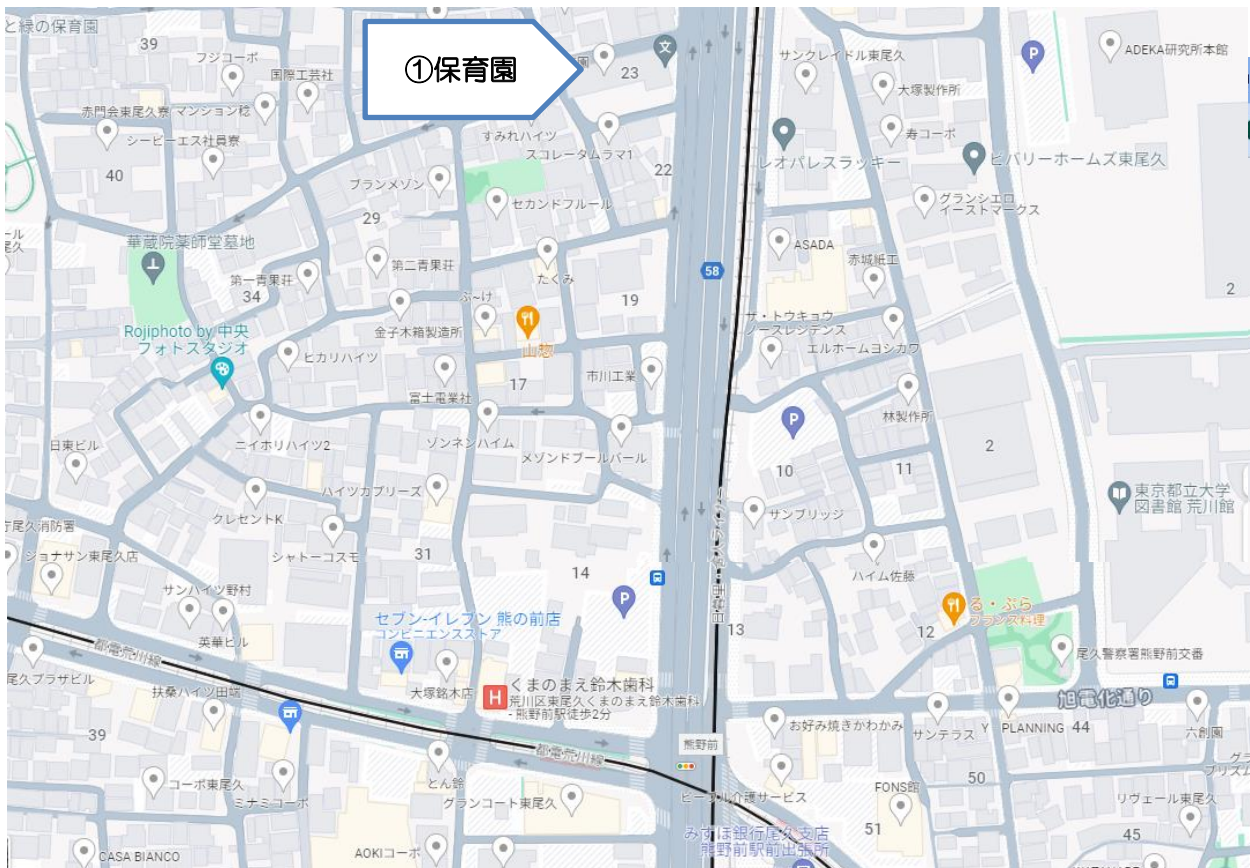 と緑の保育園
39
フジコーポ
国際工芸社
①保育園
園
23
サンクレイドル東尾久
P
ADEKA研究所本館
大塚製作所
赤門会東尾久寮
マンション稔
シービーエス社員寮
40
すみれハイツ
スコレータムラマ1
寿コーポ
レオパレスラッキー
ビバリーホームズ東尾久
22
ブランメゾン
セカンドフルール
グランシエロ
イーストマークス
29
華蔵院薬師堂墓地
第二青果荘
たくみ
58
ASADA
赤城紙工
第一青果荘
34
ぶ～け
19
2
金子木箱製造所
ザ・トウキョウ
ノースレジデンス
Rojiphoto by 中央
フォトスタジオ
ヒカリハイツ
山惣
エルホームヨシカワ
市川工業
17
富士電業社
林製作所
P
日東ビル
ニイホリハイツ2
ゾンネンハイム
メゾンドブールバール
2
10
11
ハイツカブリーズ
東京都立大学
図書館 荒川館
クレセントK
サンブリッジ
尾久消防署
シャトーコスモ
ジョナサン東尾久店
31
14
ハイム佐藤
サンハイツ野村
P
る・ぷら
フランス料理
セブン-イレブン 熊の前店
コンビニエンスストア
12
13
英華ビル
都電荒川線
尾久警察署熊野前交番
尾久プラザビル
扶桑ハイツ田端
大塚銘木店
H
くまのまえ鈴木歯科
荒川区東尾久くまのまえ鈴木歯科
- 熊野前駅徒歩2分
旭電化通り
39
お好み焼きかわかみ
サンテラス
Y PLANNING
44
六創園
熊野前
都電荒川線
とん鈴
コーポ東尾久
ミナミコーポ
グランコート東尾久
ピープル介護サービス
FONS館
50
リヴェール東尾久
51
みずほ銀行尾久支店
熊野前駅前出張所
45
CASA BIANCO
AOKIコーポ